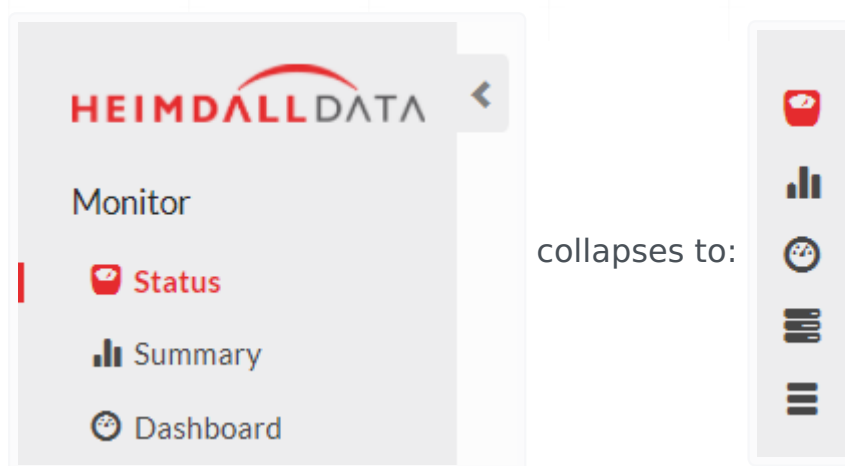 HEIMDALLDATA
Monitor
Status
collapses to:
Summary
Dashboard